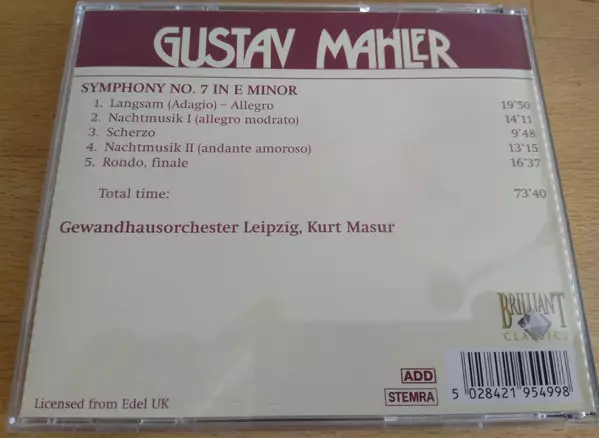 GUSTAV MAHLER
SYMPHONY NO. 7 IN E MINOR
1. Langsam (Adagio) – Allegro 19'50
2. Nachtmusik I (allegro modrato) 14'11
3. Scherzo 9'48
4. Nachtmusik II (andante amoroso) 13'15
5. Rondo, finale 16'37
Total time: 73'40
Gewandhausorchester Leipzig, Kurt Masur
BRILLIANT
CLASSICS
ADD
STEMRA
5 028421 954998
Licensed from Edel UK